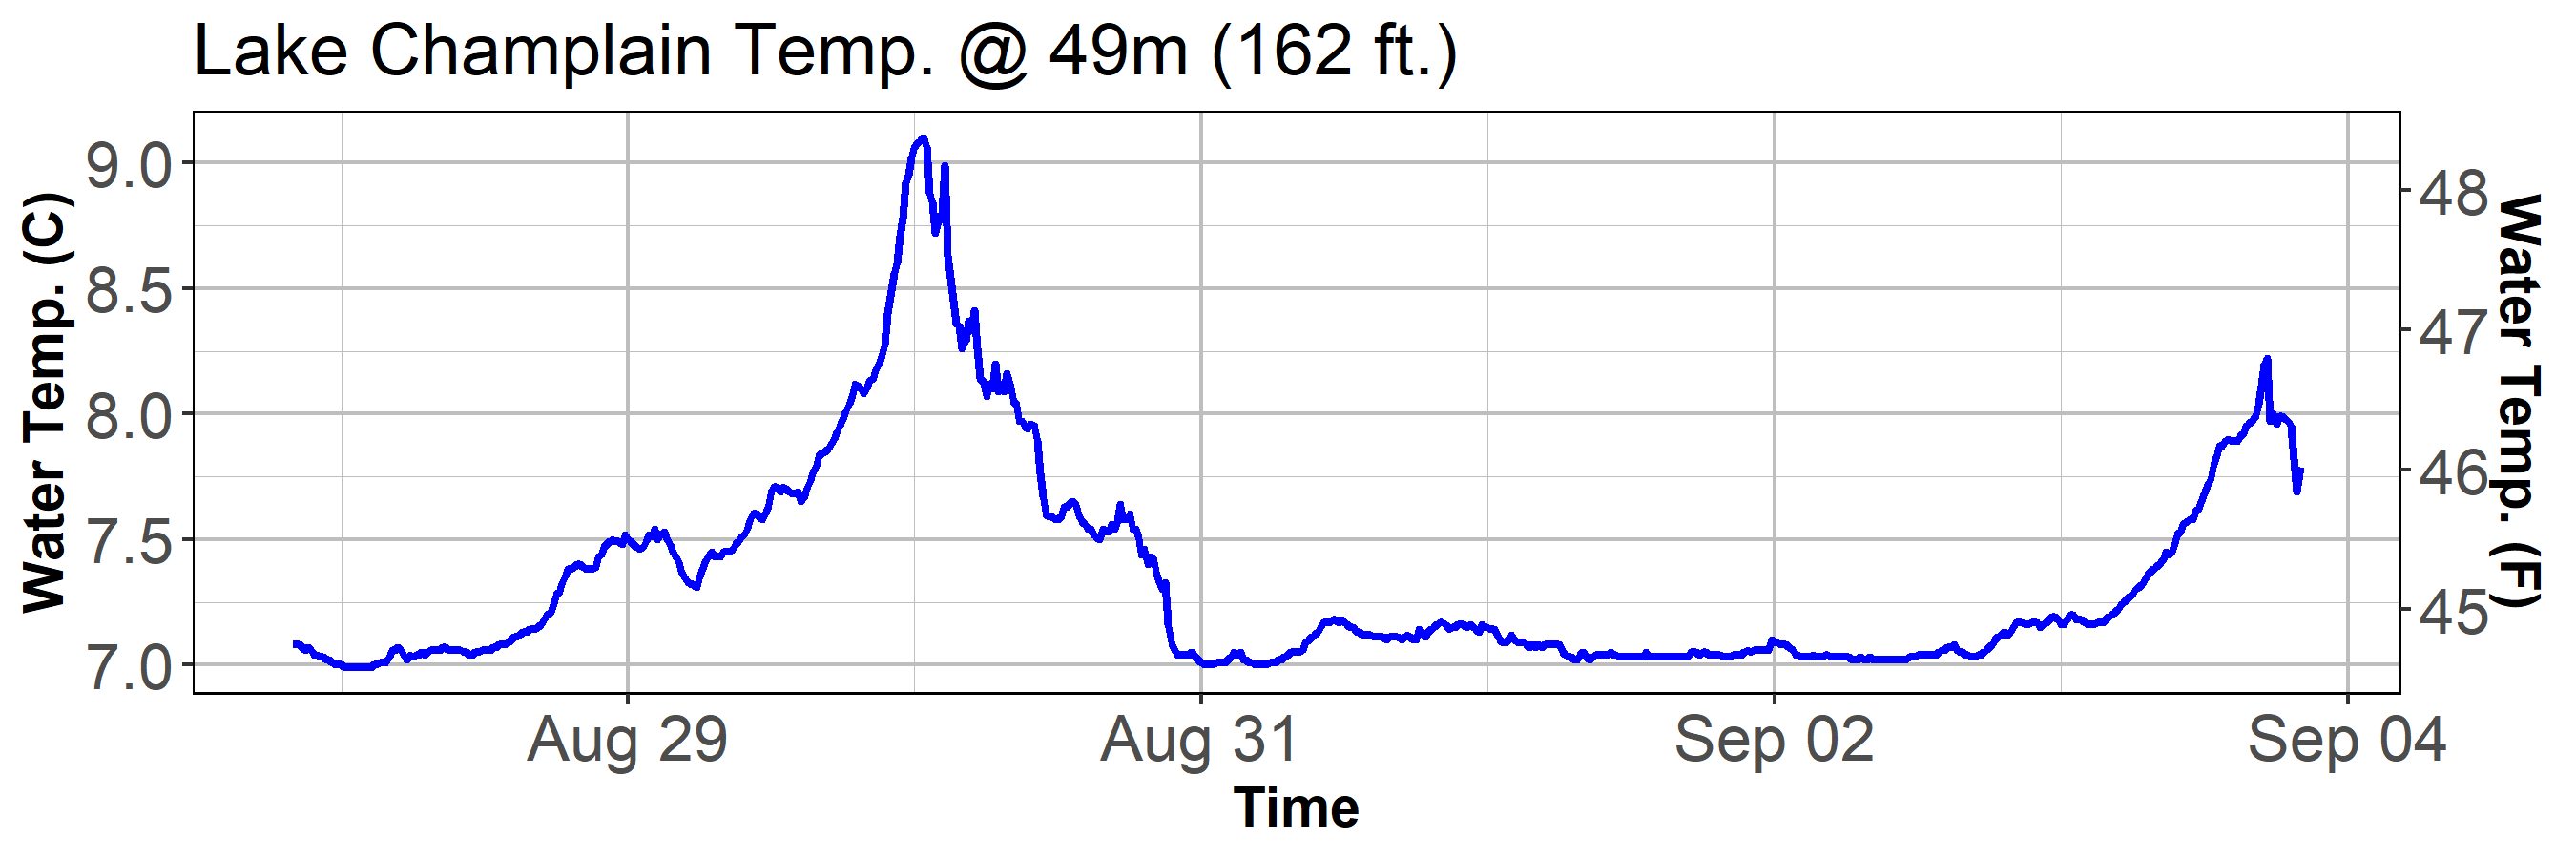 Lake Champlain Temp. @ 49m (162 ft.)
Water Temp. (C)
9.0
8.5
8.0
7.5
7.0
48
47
46
45
Water Temp. (F)
Aug 29
Aug 31
Sep 02
Sep 04
Time